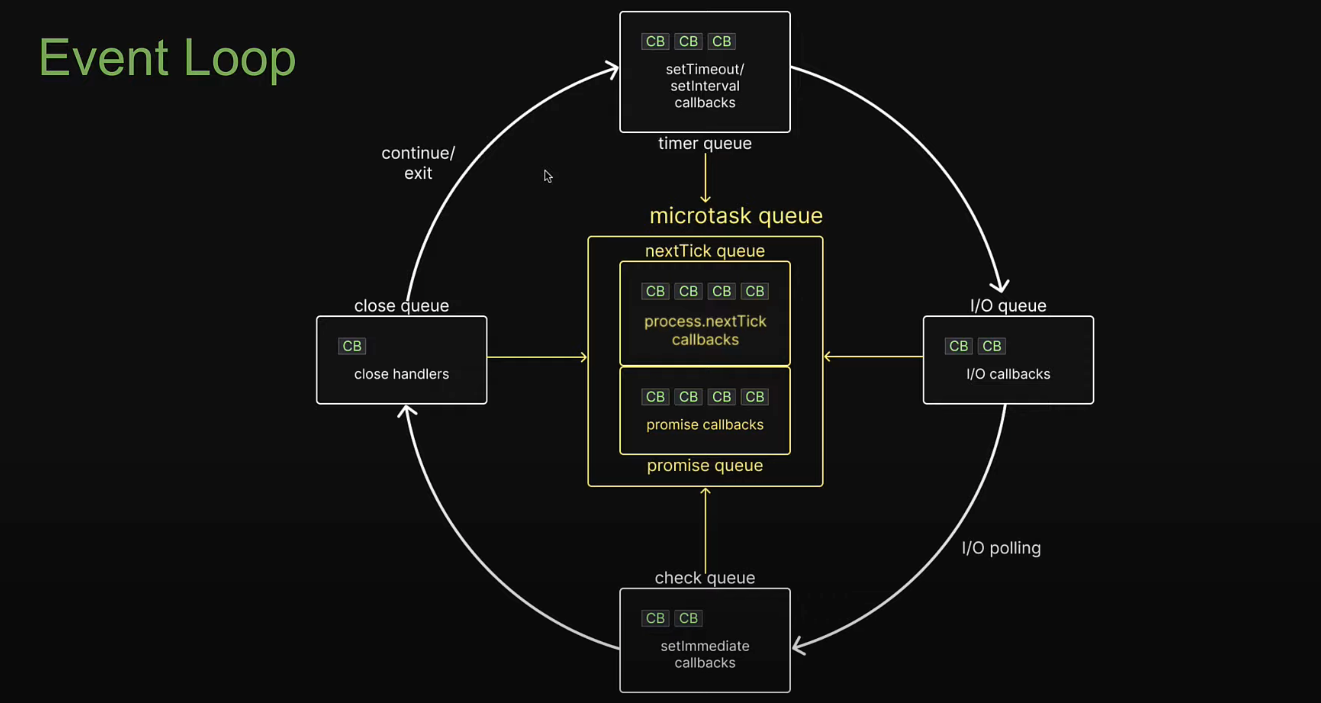 Event Loop
CB CB CB
setTimeout/
setInterval
callbacks
timer queue
continue/
exit
microtask queue
nextTick queue
CB CB CB CB
process.nextTick
callbacks
CB CB CB CB
promise callbacks
promise queue
close queue
CB
close handlers
I/O queue
CB CB
I/O callbacks
I/O polling
check queue
CB CB
setImmediate
callbacks